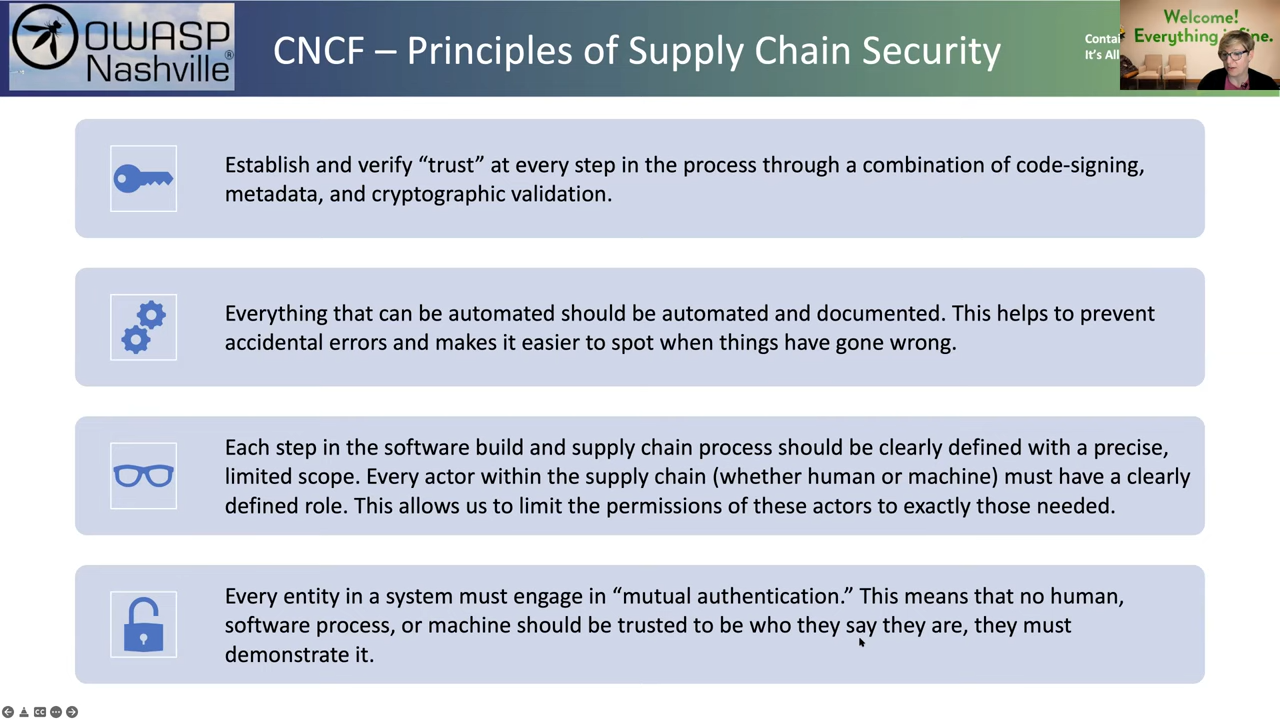 OWASP
Nashville®
CNCF – Principles of Supply Chain Security
Contai
It's All
Welcome!
Everything is fine.
Establish and verify “trust” at every step in the process through a combination of code-signing,
metadata, and cryptographic validation.
Everything that can be automated should be automated and documented. This helps to prevent
accidental errors and makes it easier to spot when things have gone wrong.
Each step in the software build and supply chain process should be clearly defined with a precise,
limited scope. Every actor within the supply chain (whether human or machine) must have a clearly
defined role. This allows us to limit the permissions of these actors to exactly those needed.
Every entity in a system must engage in “mutual authentication.” This means that no human,
software process, or machine should be trusted to be who they say they are, they must
demonstrate it.
CC